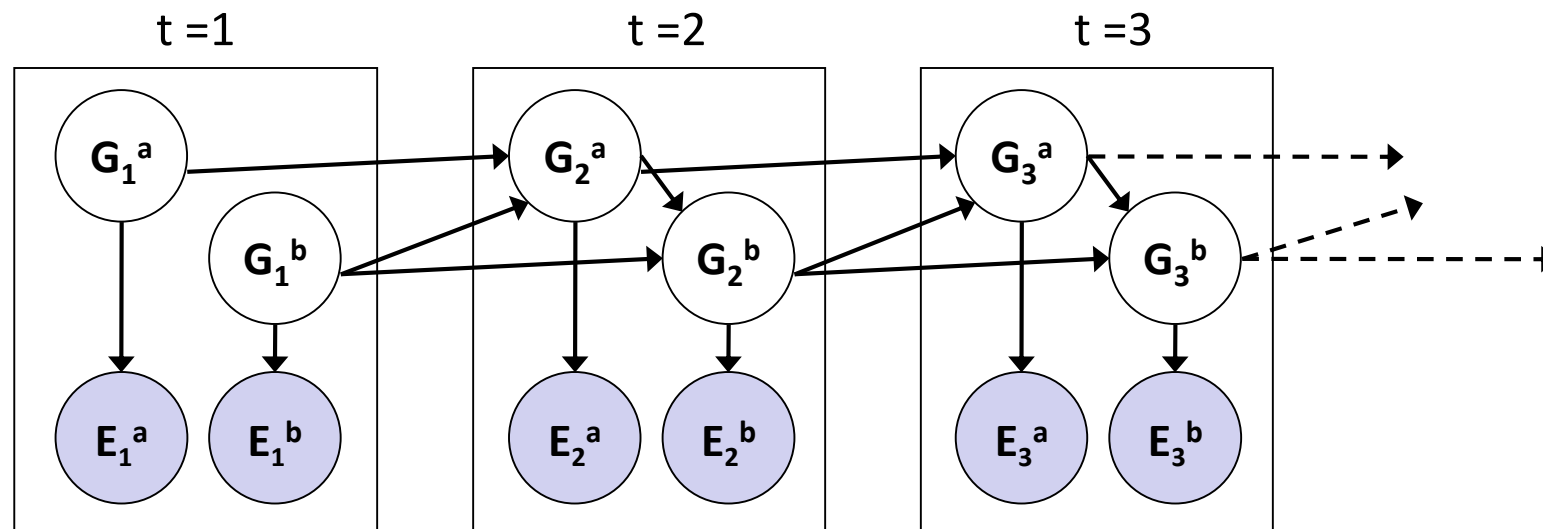 t =1 t =2 t =3
G₁ᵃ G₂ᵃ G₃ᵃ
G₁ᵇ G₂ᵇ G₃ᵇ
E₁ᵃ E₁ᵇ E₂ᵃ E₂ᵇ E₃ᵃ E₃ᵇ